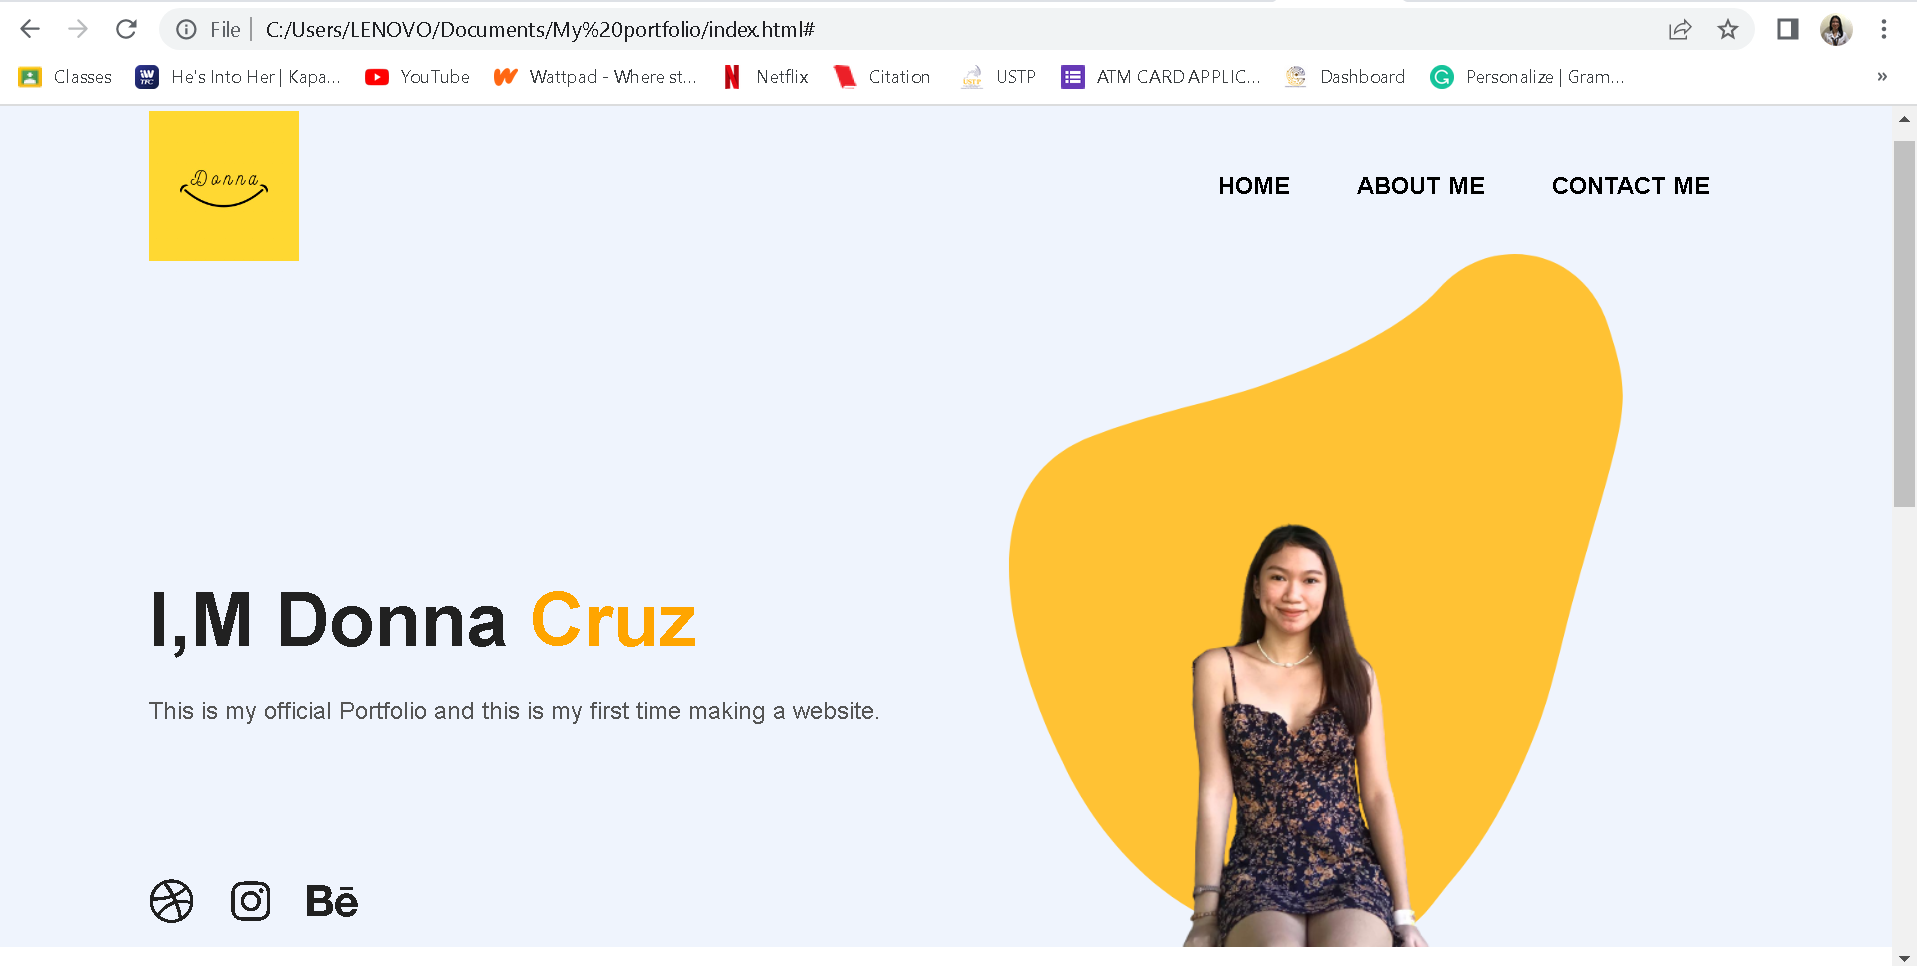 File | C:/Users/LENOVO/Documents/My%20portfolio/index.html#
Classes He's Into Her | Kapa... YouTube Wattpad - Where st... Netflix Citation USTP ATM CARD APPLIC... Dashboard Personalize | Gram... »
Donna
HOME ABOUT ME CONTACT ME
I,M Donna Cruz
This is my official Portfolio and this is my first time making a website.
Bē